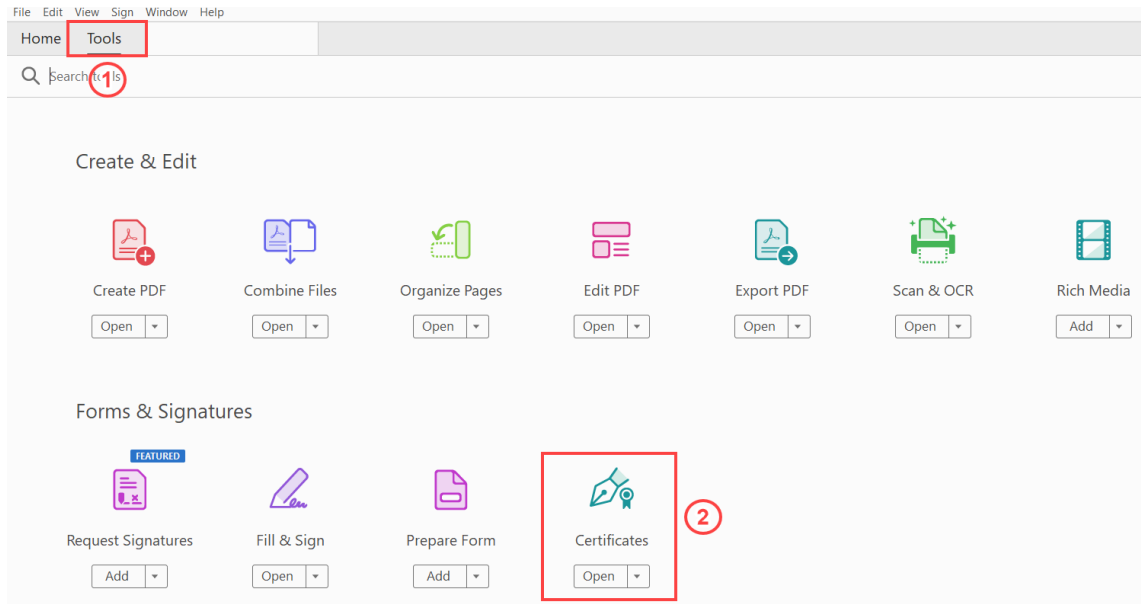 File Edit View Sign Window Help
Home Tools
Search tools
1
Create & Edit
Create PDF Combine Files Organize Pages Edit PDF Export PDF Scan & OCR Rich Media
Open Open Open Open Open Open Add
Forms & Signatures
FEATURED
2
Request Signatures Fill & Sign Prepare Form Certificates
Add Open Add Open